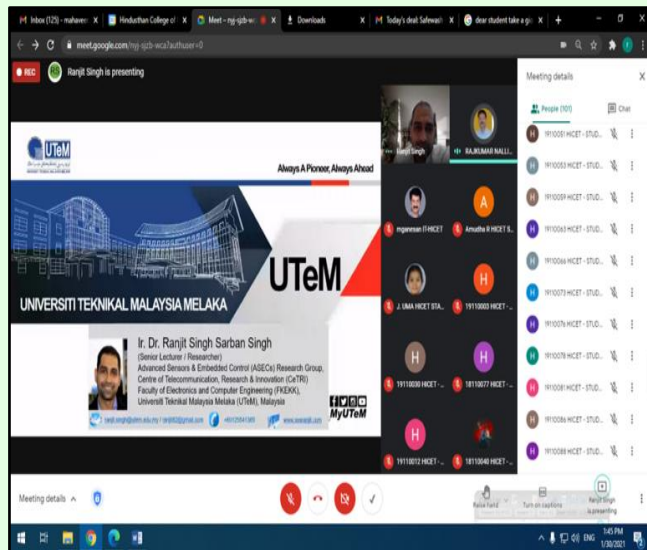 Inbox (125) - mahaver
Hindusthan College of
Meet – nyj-sjzb-wc
Downloads
Today's deal: Safewash
dear student take a gi
meet.google.com/nyj-sjzb-wca?authuser=0
REC
RS
Ranjit Singh is presenting
Meeting details
People (101)
Chat
19110051 HICET - STUD...
19110053 HICET - STUD...
19110059 HICET - STUD...
19110063 HICET - STUD...
19110066 HICET - STUD...
19110073 HICET - STUD...
19110076 HICET - STUD...
19110078 HICET - STUD...
19110081 HICET - STUD...
19110086 HICET - STUD...
19110088 HICET - STUD...
UTeM
Always A Pioneer, Always Ahead
UTeM
UNIVERSITI TEKNIKAL MALAYSIA MELAKA
Ir. Dr. Ranjit Singh Sarban Singh
(Senior Lecturer / Researcher)
Advanced Sensors & Embedded Control (ASECs) Research Group,
Centre of Telecommunication, Research & Innovation (CeTRI)
Faculty of Electronics and Computer Engineering (FKEKK),
Universiti Teknikal Malaysia Melaka (UTeM), Malaysia
MyUTeM
Ranjit Singh
RAJKUMAR NALLI...
mganesan IT-HICET
A
Amutha R HICET S...
J. UMA HICET STA...
H
19110003 HICET -...
H
19110030 HICET -...
H
18110077 HICET -...
H
19110012 HICET -...
18110040 HICET -...
Meeting details
Raise hand
Turn on captions
Ranjit Singh
is presenting
ENG
1:45 PM
1/30/2021